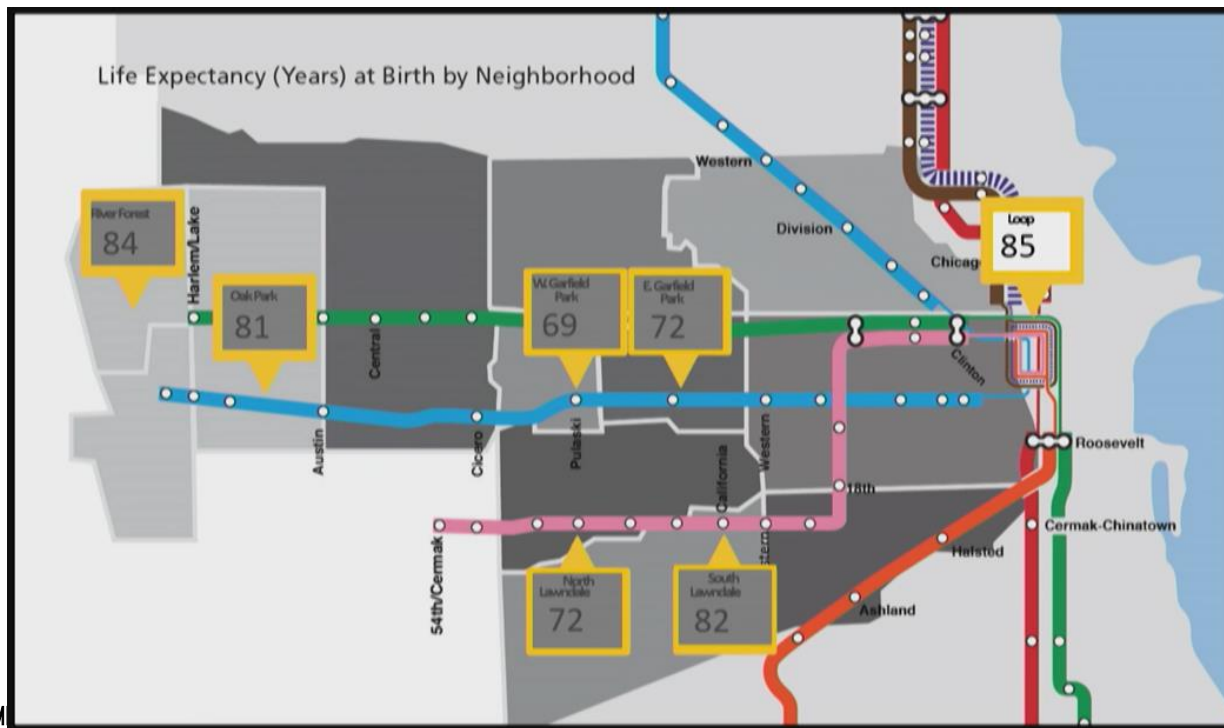 Life Expectancy (Years) at Birth by Neighborhood
Western
Division
Chicag
River Forest
84
Harlem/Lake
Oak Park
81
W. Garfield
Park
69
E. Garfield
Park
72
Loop
85
Central
Clinton
Austin
Cicero
Pulaski
California
Western
Roosevelt
18th
54th/Cermak
North
Lawndale
72
South
Lawndale
82
stern
Cermak-Chinatown
Halsted
Ashland